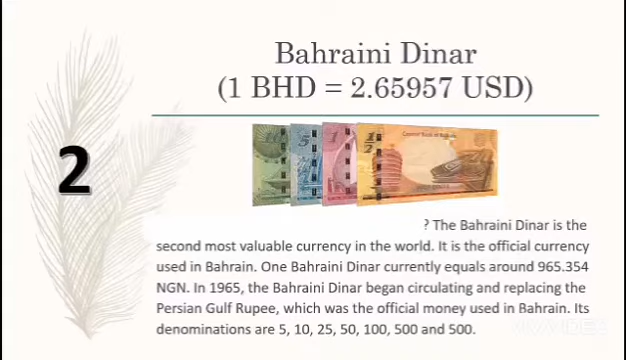 Bahraini Dinar
(1 BHD = 2.65957 USD)
2
5
1
Central Bank of Bahrain
? The Bahraini Dinar is the
second most valuable currency in the world. It is the official currency
used in Bahrain. One Bahraini Dinar currently equals around 965.354
NGN. In 1965, the Bahraini Dinar began circulating and replacing the
Persian Gulf Rupee, which was the official money used in Bahrain. Its
denominations are 5, 10, 25, 50, 100, 500 and 500.